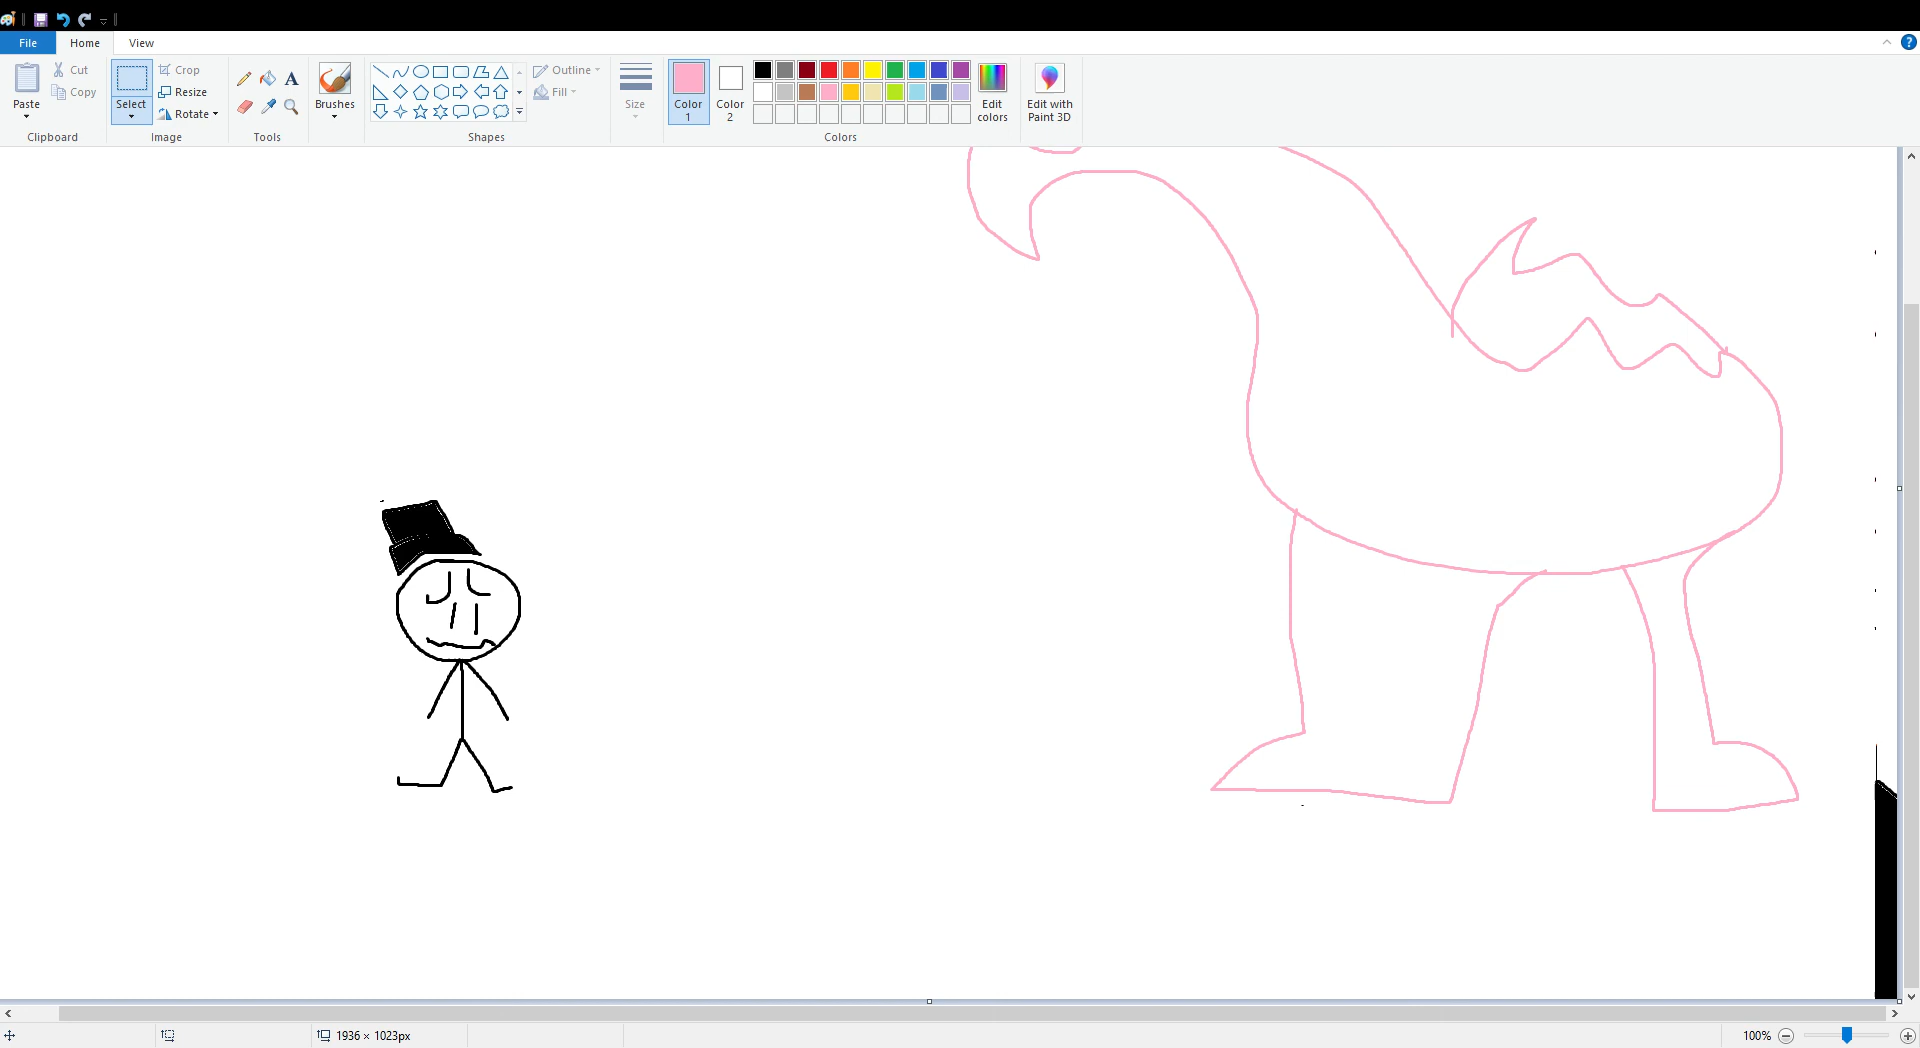 File Home View
Paste
Cut
Copy
Clipboard
Select
Crop
Resize
Rotate
Image
A
Tools
Brushes
Shapes
Outline
Fill
Size
Color 1
Color 2
Edit colors
Colors
Edit with Paint 3D
?
1936 × 1023px
100%